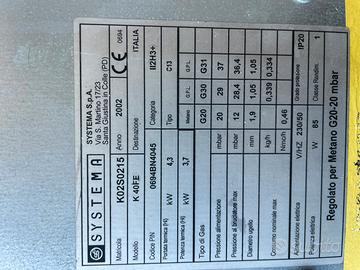 SYSTEMA
SYSTEMA S.p.A.
Via S. Martino 17/23
Santa Giustina in Colle (PD)
CE 0694
Matricola K02S0215 Anno 2002
Model K 40FE Destinazione ITALIA
Codice PIN 0694BN4045 Categoria II2H3+
Portata termica (Hi) kW 4,3 Tipo C13
Potenza termica (Hi) kW 3,7 G.P.L. G.P.L.
Tipo di Gas G20 G30 G31
Pressione alimentazione mbar 20 29 37
Pressione al bruciatore max mbar 12 28,4 36,4
Diametro ugello mm 1,9 1,05 1,05
Consumo nominale max kg/h 0,339 0,334
Nmc/h 0,46
Alimentazione elettrica V/HZ 230/50 Grado protezione IP20
Potenza elettrica W 85 Classe Rendim. 1
Regolato per Metano G20-20 mbar